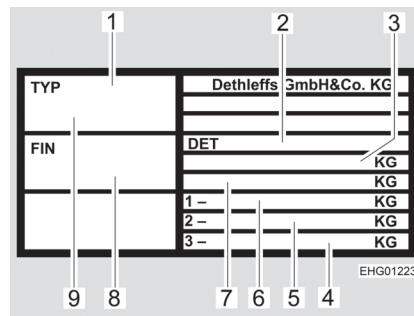 1 2 3
TYP
Dethleffs GmbH&Co. KG
FIN
DET
KG
KG
1 – KG
2 – KG
3 – KG
EHG01223
9 8 7 6 5 4